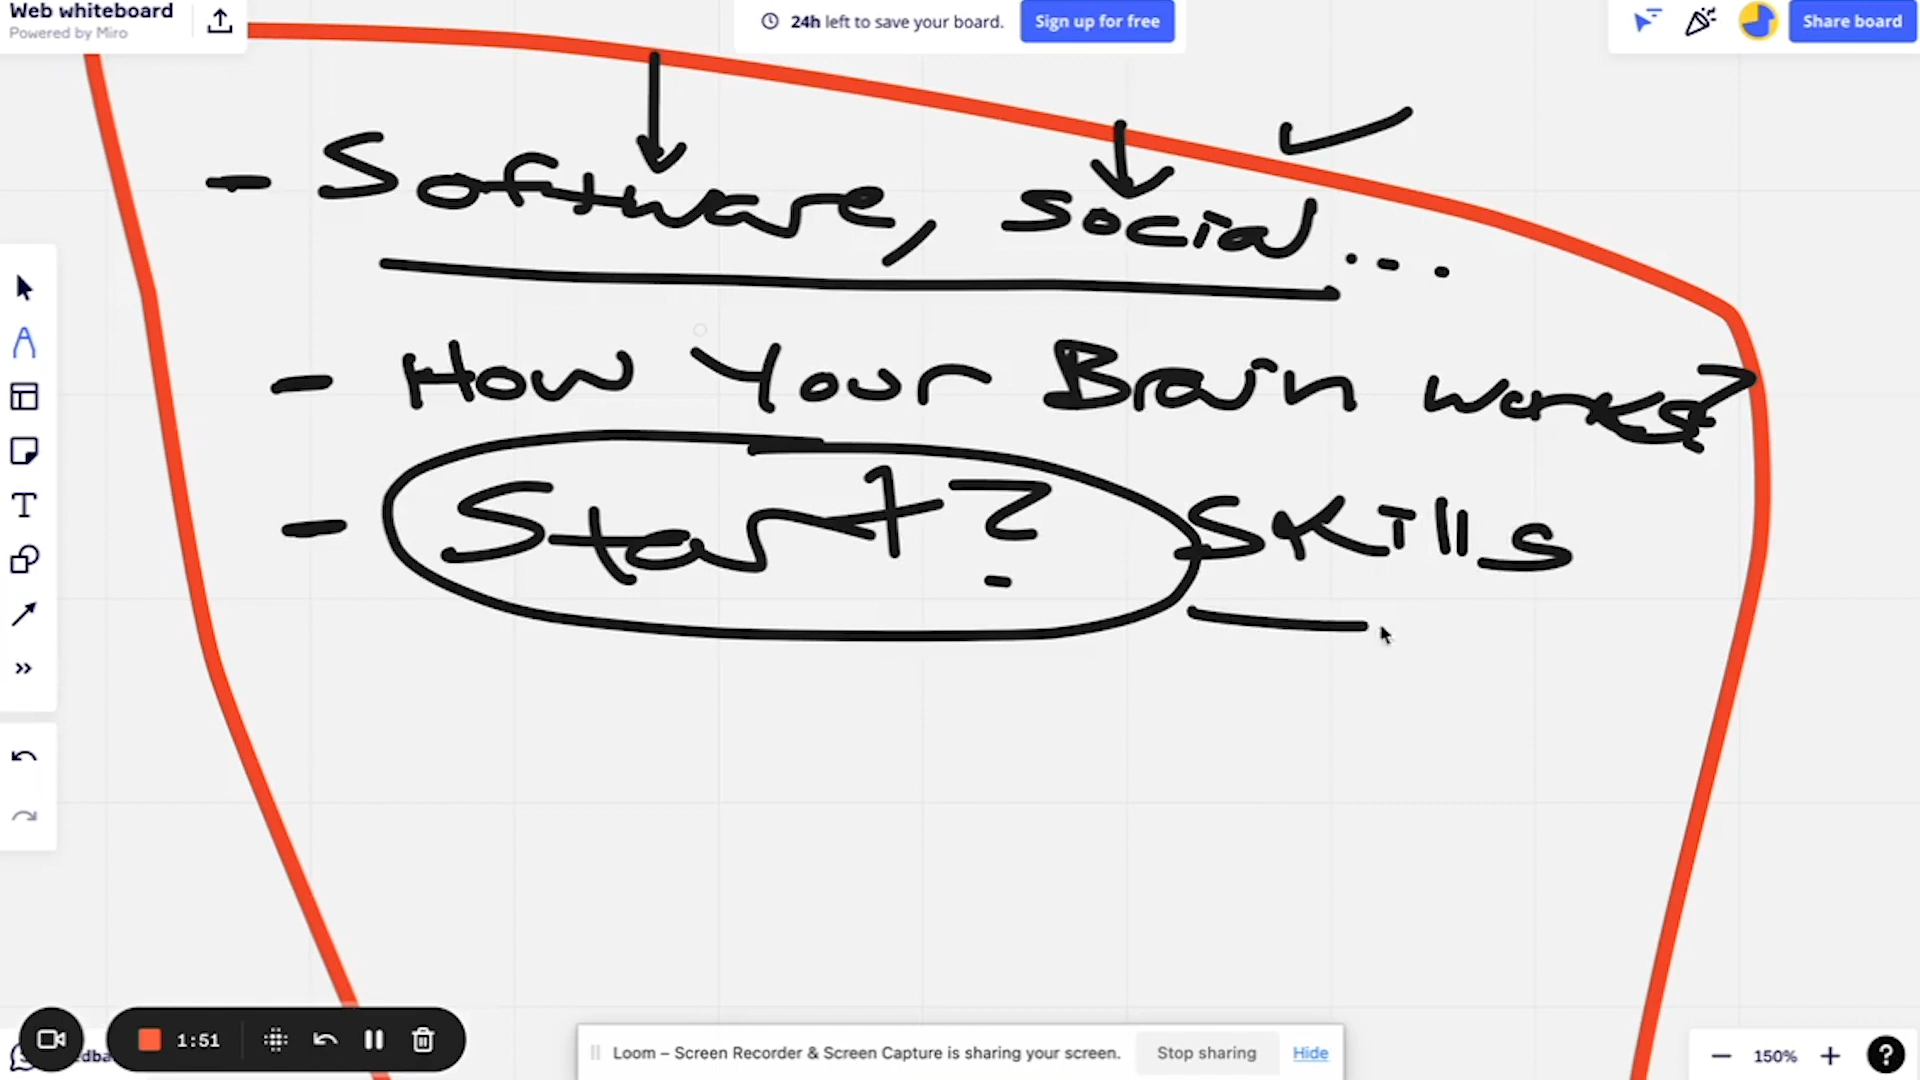 Web whiteboard
Powered by Miro
24h left to save your board.
Sign up for free
Share board
- Software, Social...
- How Your Brain works?
- Start? Skills
1:51
Loom – Screen Recorder & Screen Capture is sharing your screen.
Stop sharing
Hide
150%
?